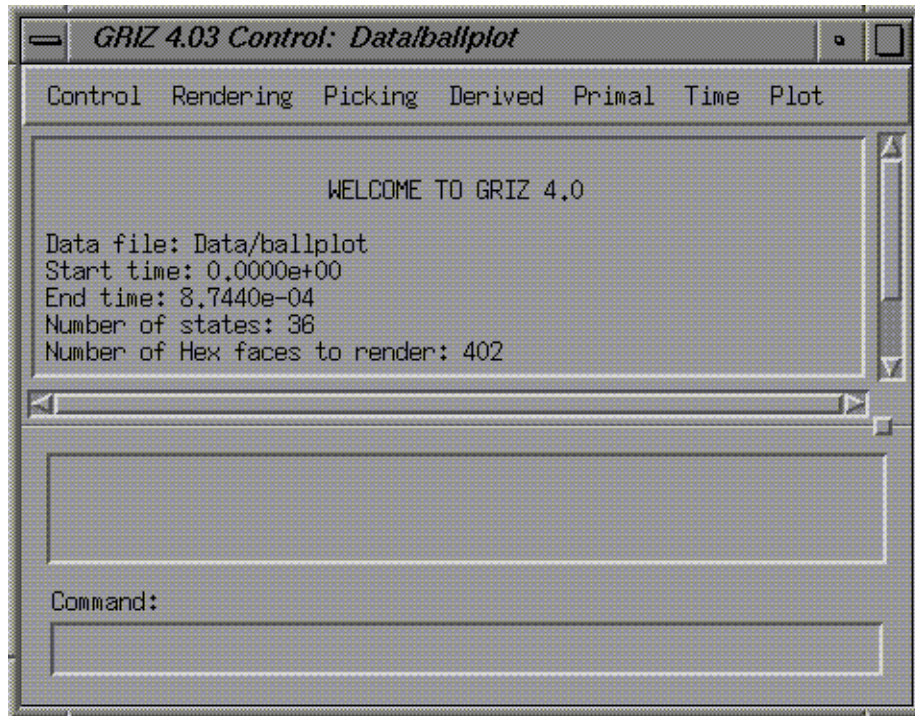 GRIZ 4.03 Control: Data/ballplot
Control Rendering Picking Derived Primal Time Plot
WELCOME TO GRIZ 4.0
Data file: Data/ballplot
Start time: 0.0000e+00
End time: 8.7440e-04
Number of states: 36
Number of Hex faces to render: 402
Command: